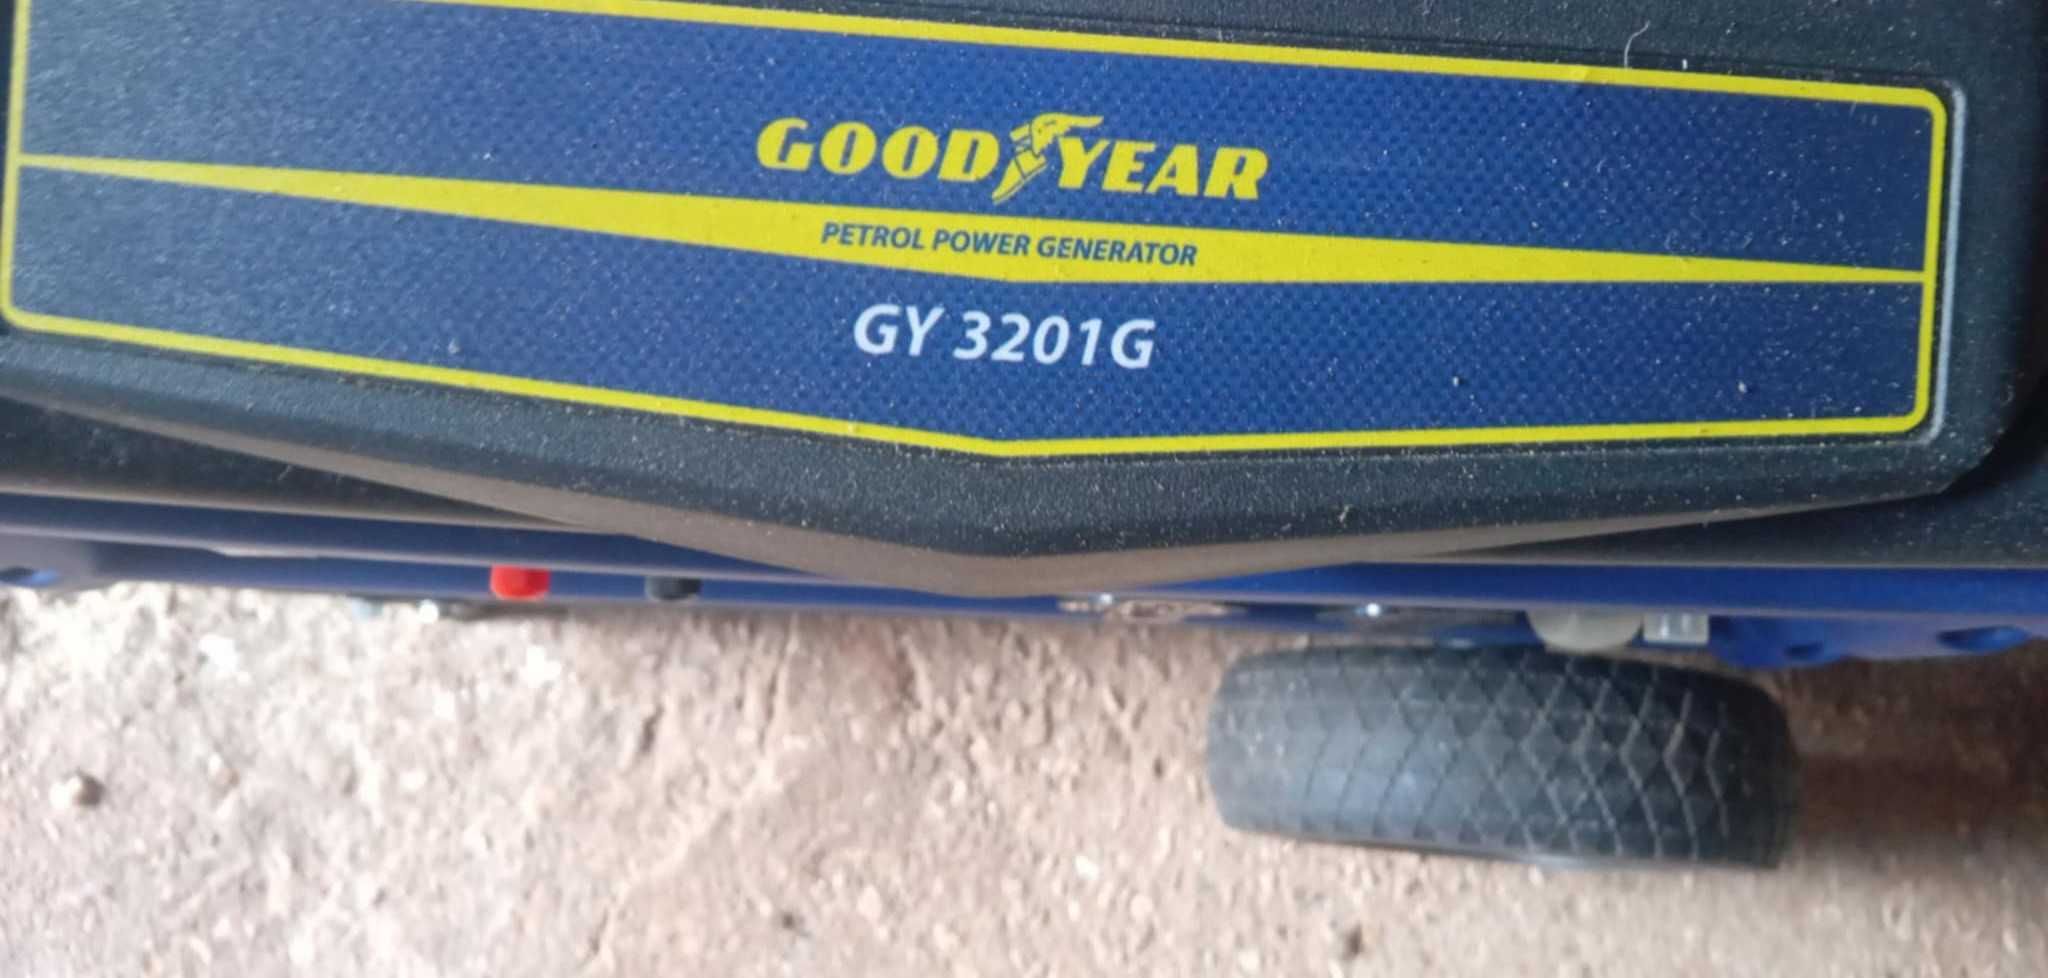 GOODYEAR
PETROL POWER GENERATOR
GY 3201G